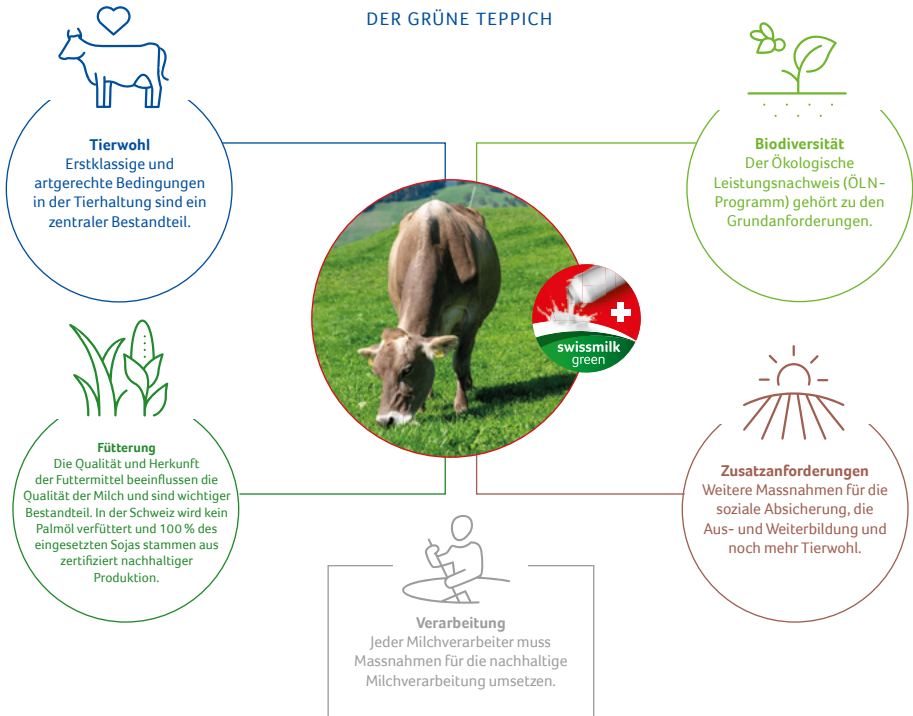 DER GRÜNE TEPPICH
Tierwohl
Erstklassige und
artgerechte Bedingungen
in der Tierhaltung sind ein
zentraler Bestandteil.
Biodiversität
Der Ökologische
Leistungsnachweis (ÖLN-
Programm) gehört zu den
Grundanforderungen.
swissmilk
green
Fütterung
Die Qualität und Herkunft
der Futtermittel beeinflussen die
Qualität der Milch und sind wichtiger
Bestandteil. In der Schweiz wird kein
Palmöl verfüttert und 100 % des
eingesetzten Sojas stammen aus
zertifiziert nachhaltiger
Produktion.
Zusatzanforderungen
Weitere Massnahmen für die
soziale Absicherung, die
Aus- und Weiterbildung und
noch mehr Tierwohl.
Verarbeitung
Jeder Milchverarbeiter muss
Massnahmen für die nachhaltige
Milchverarbeitung umsetzen.